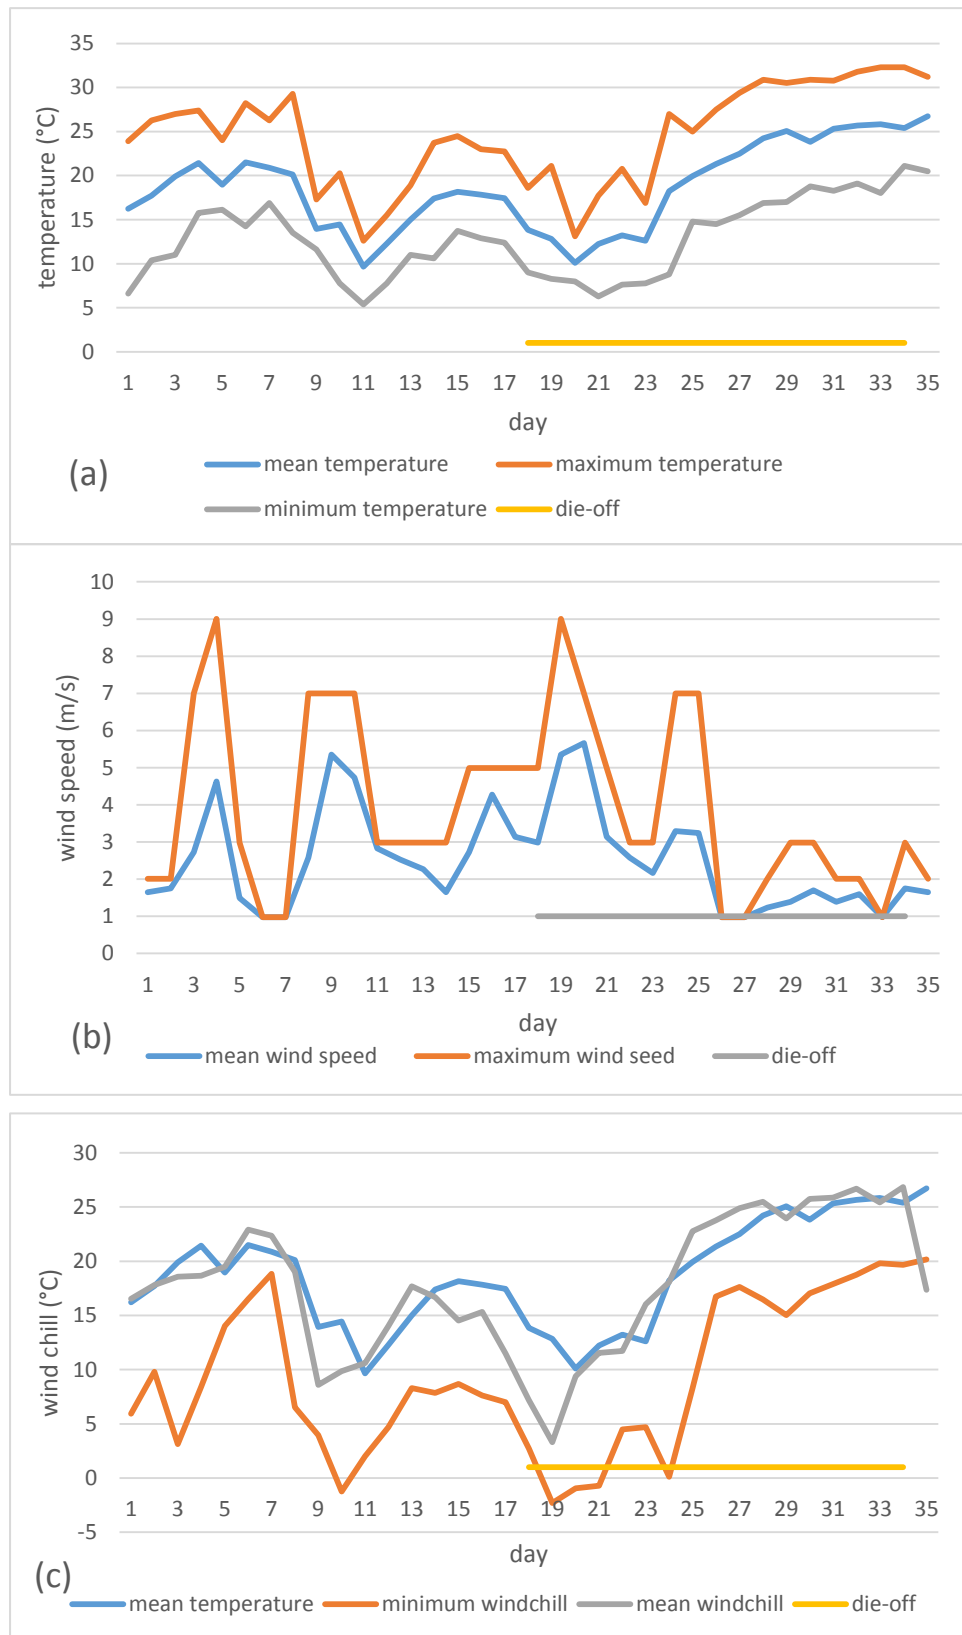 35
30
25
20
15
10
5
0
temperature (°C)
1 3 5 7 9 11 13 15 17 19 21 23 25 27 29 31 33 35
day
(a)
mean temperature maximum temperature
minimum temperature die-off
10
9
8
7
6
5
4
3
2
1
0
wind speed (m/s)
1 3 5 7 9 11 13 15 17 19 21 23 25 27 29 31 33 35
day
(b)
mean wind speed maximum wind seed die-off
30
25
20
15
10
5
0
-5
wind chill (°C)
1 3 5 7 9 11 13 15 17 19 21 23 25 27 29 31 33 35
day
(c)
mean temperature minimum windchill mean windchill die-off